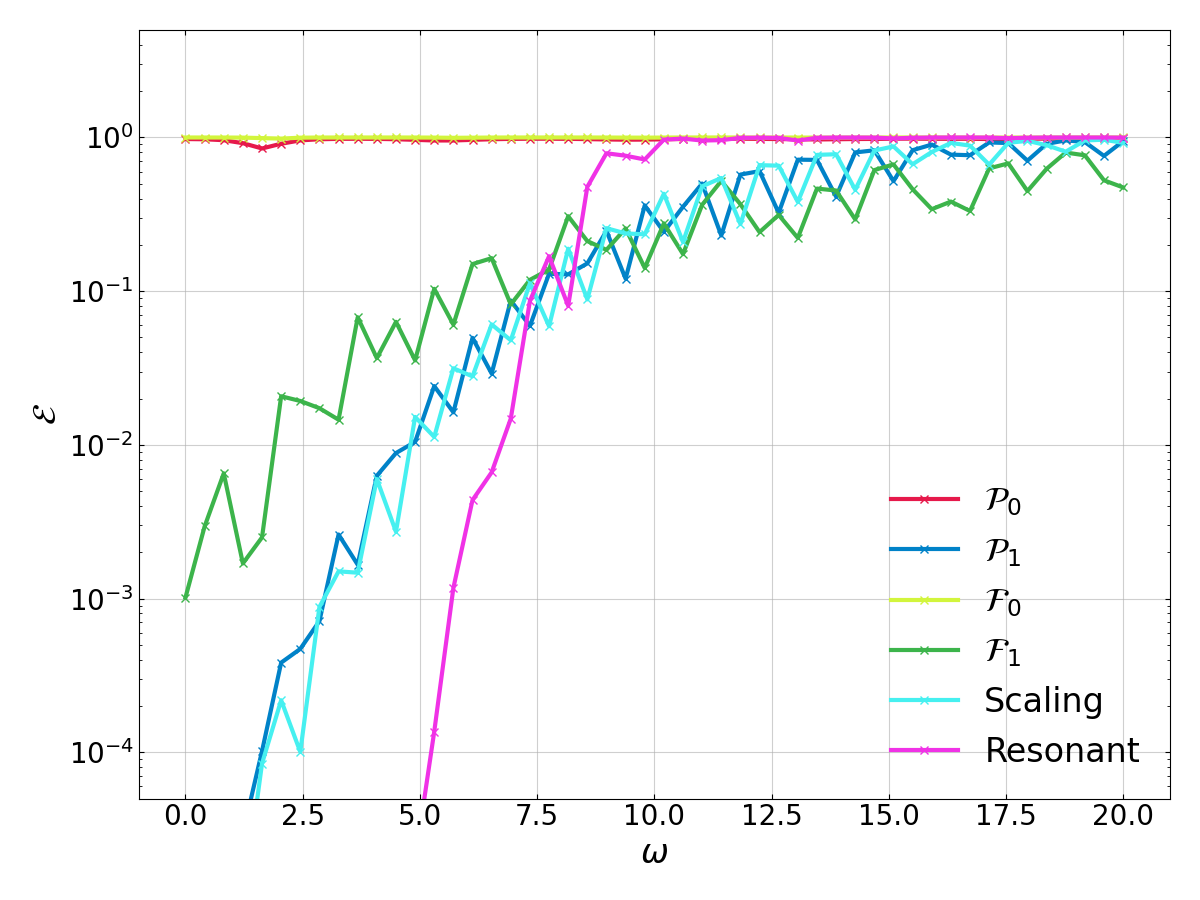 10⁰
10⁻¹
10⁻²
10⁻³
10⁻⁴
ℰ
0.0 2.5 5.0 7.5 10.0 12.5 15.0 17.5 20.0
ω
𝒫₀
𝒫₁
ℱ₀
ℱ₁
Scaling
Resonant